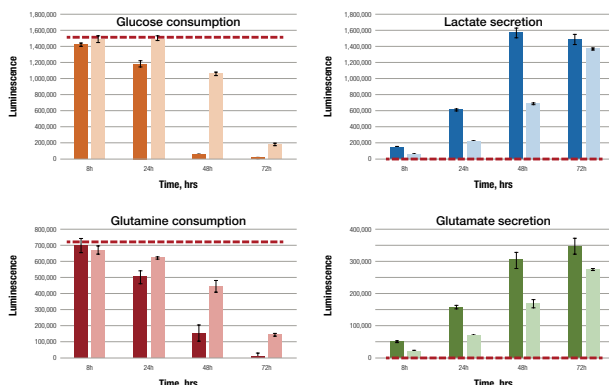 Glucose consumption
Luminescence
1,800,000
1,600,000
1,400,000
1,200,000
1,000,000
800,000
600,000
400,000
200,000
0
8h 24h 48h 72h
Time, hrs
Lactate secretion
Luminescence
1,800,000
1,600,000
1,400,000
1,200,000
1,000,000
800,000
600,000
400,000
200,000
0
8h 24h 48h 72h
Time, hrs
Glutamine consumption
Luminescence
800,000
700,000
600,000
500,000
400,000
300,000
200,000
100,000
0
8h 24h 48h 72h
Time, hrs
Glutamate secretion
Luminescence
400,000
300,000
200,000
100,000
0
8h 24h 48h 72h
Time, hrs